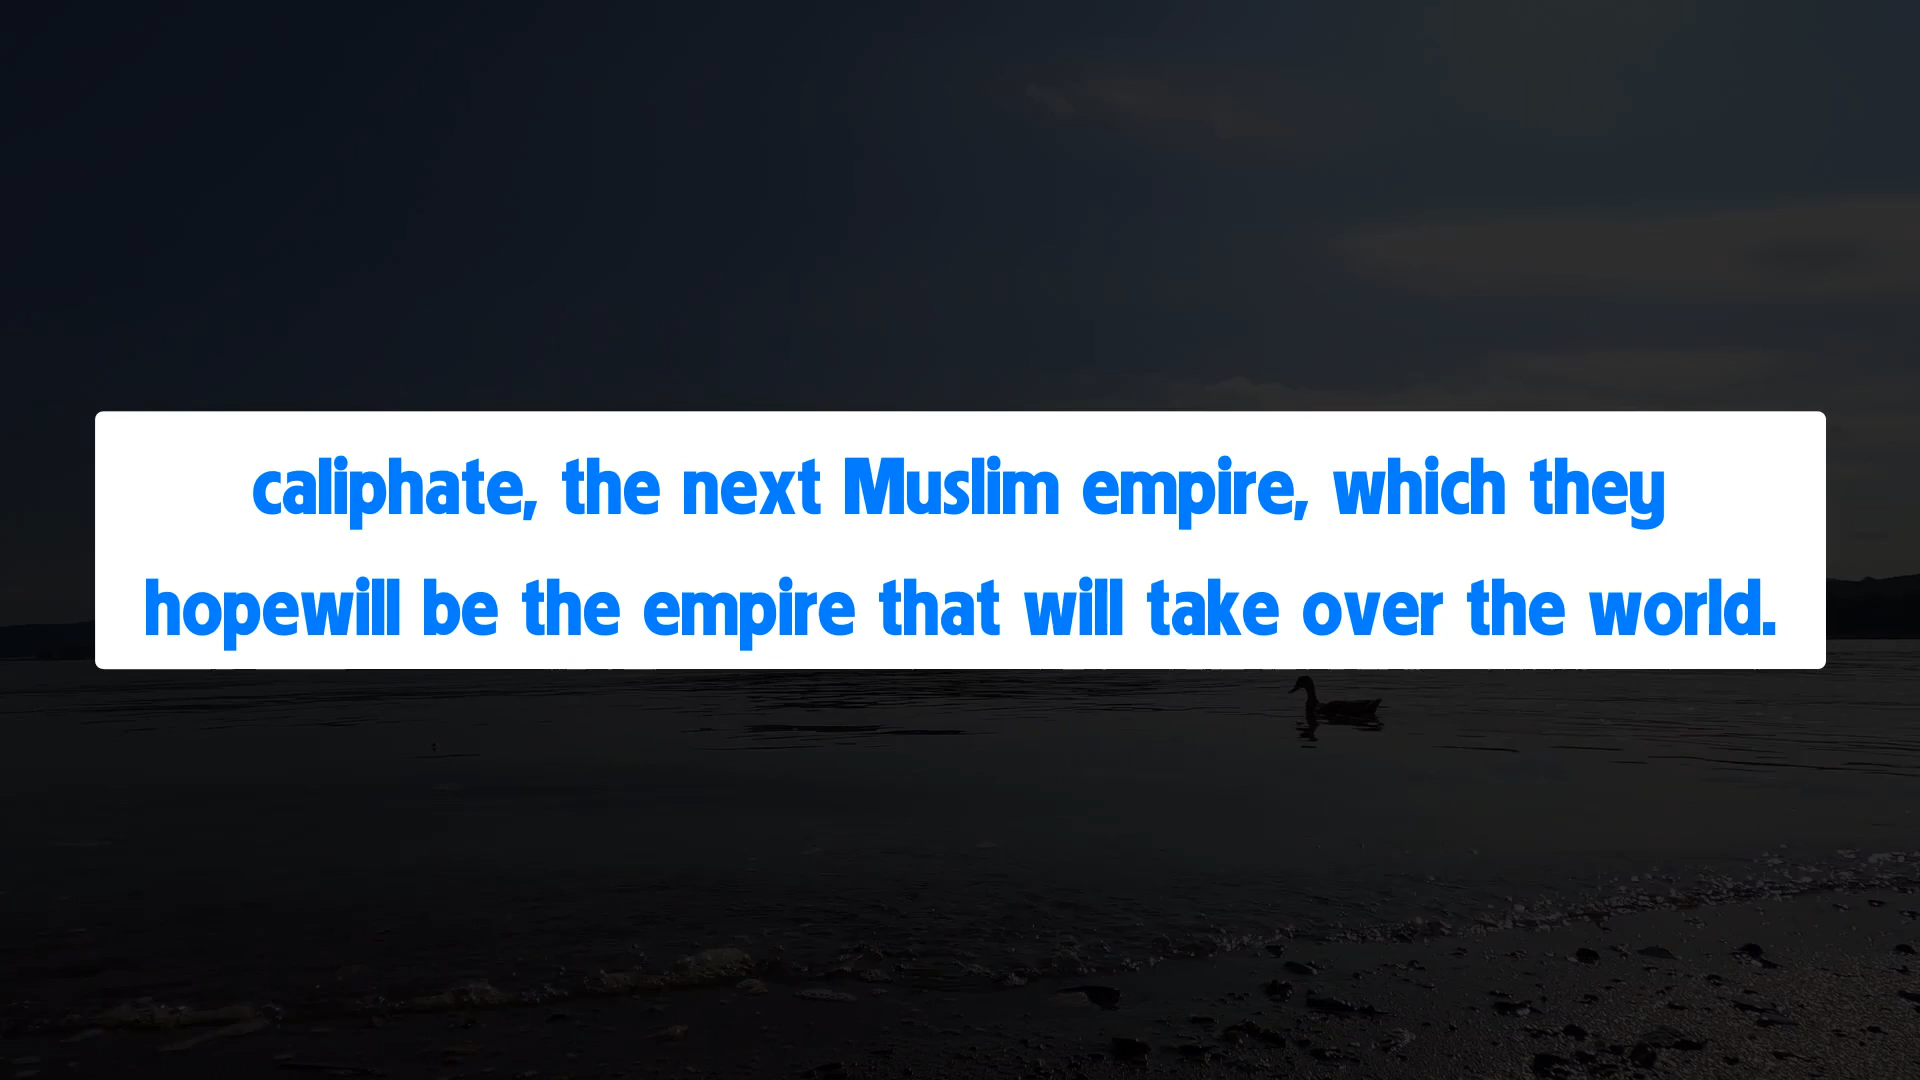 caliphate, the next Muslim empire, which they
hopewill be the empire that will take over the world.